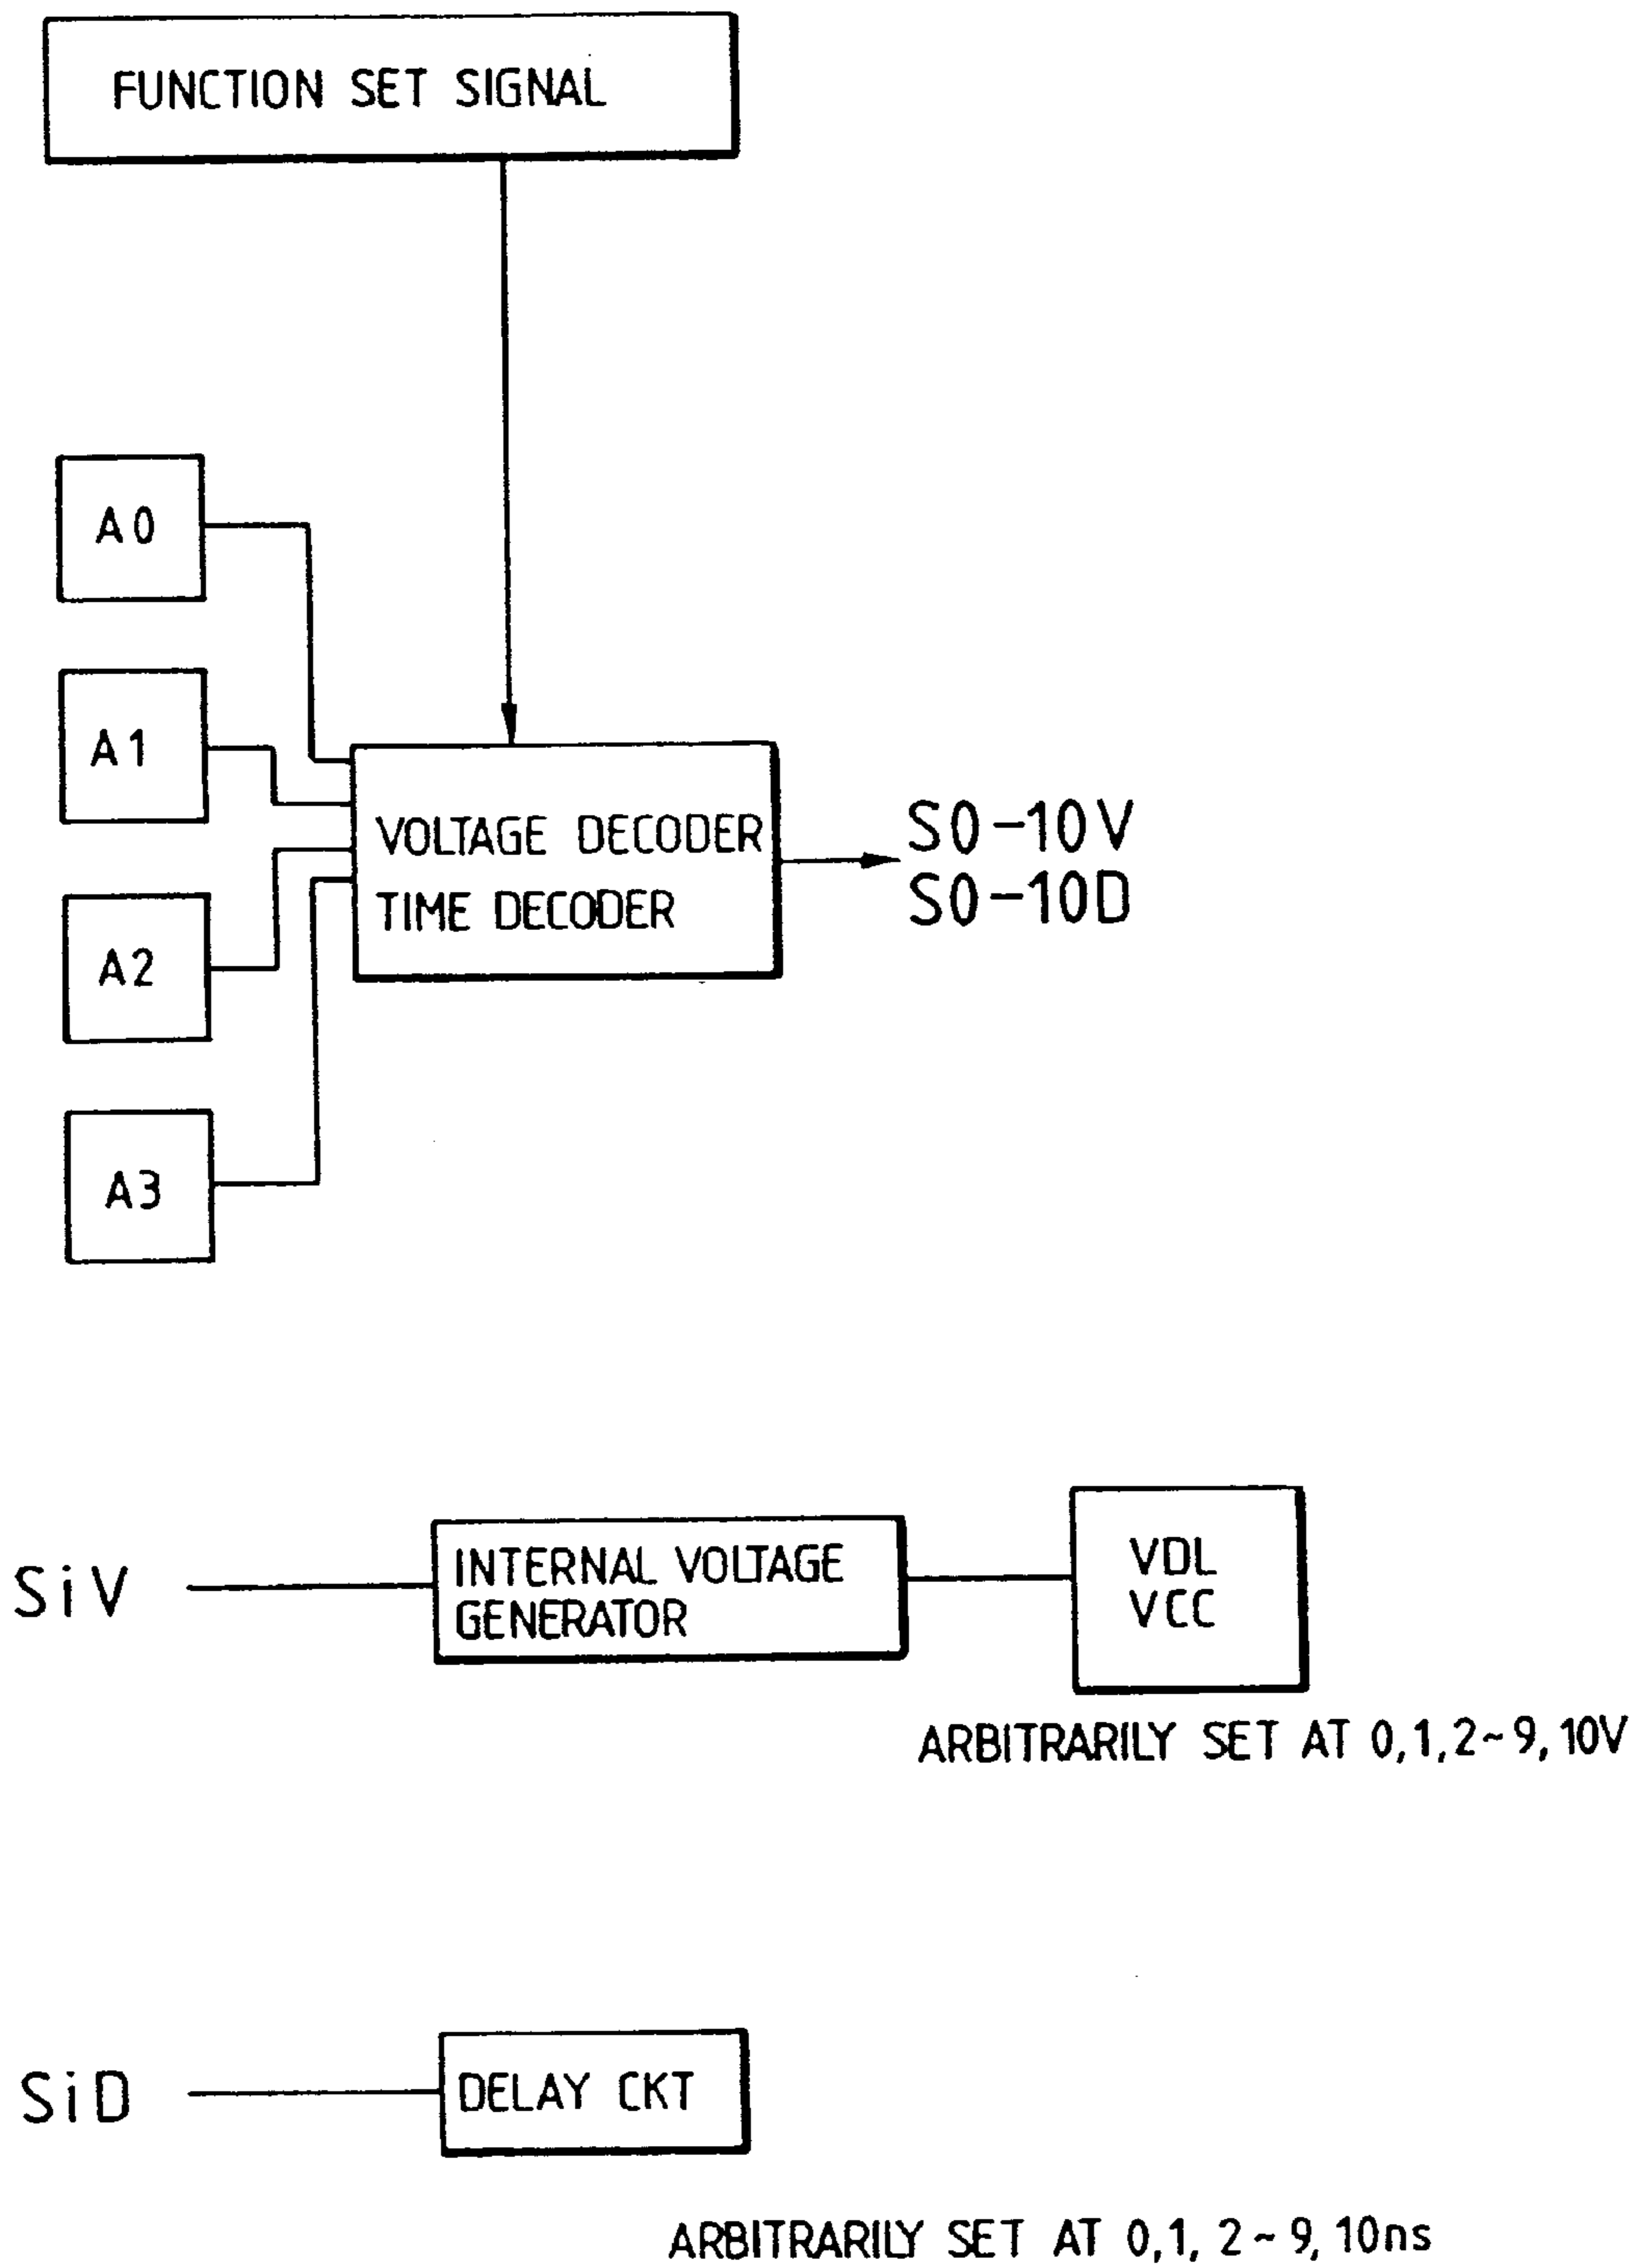 FUNCTION SET SIGNAL
A0
A1
A2
A3
VOLTAGE DECODER
TIME DECODER
S0-10V
S0-10D
SiV
INTERNAL VOLTAGE
GENERATOR
VDL
VCC
ARBITRARILY SET AT 0,1,2~9,10V
SiD
DELAY CKT
ARBITRARILY SET AT 0,1,2~9,10ns